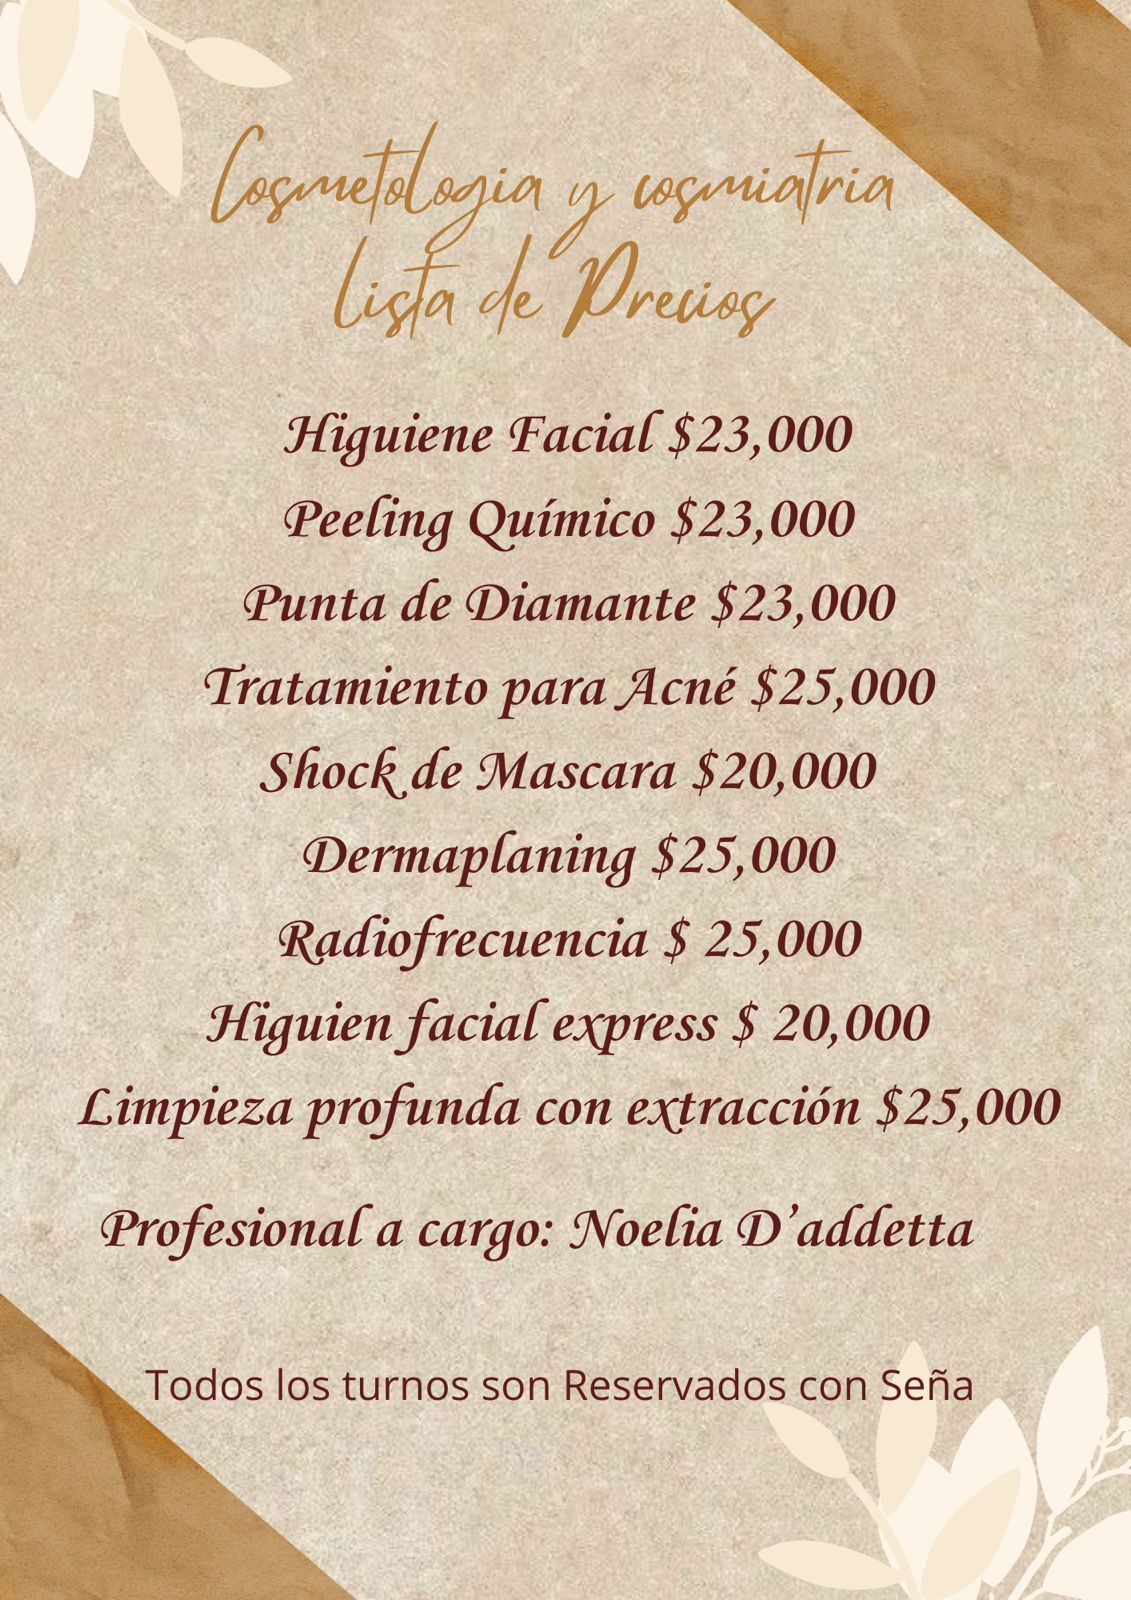 Cosmetologia y cosmiatria
Lista de Precios
Higuiene Facial $23,000
Peeling Químico $23,000
Punta de Diamante $23,000
Tratamiento para Acné $25,000
Shock de Mascara $20,000
Dermaplaning $25,000
Radiofrecuencia $ 25,000
Higuien facial express $ 20,000
Limpieza profunda con extracción $25,000
Profesional a cargo: Noelia D’addetta
Todos los turnos son Reservados con Seña